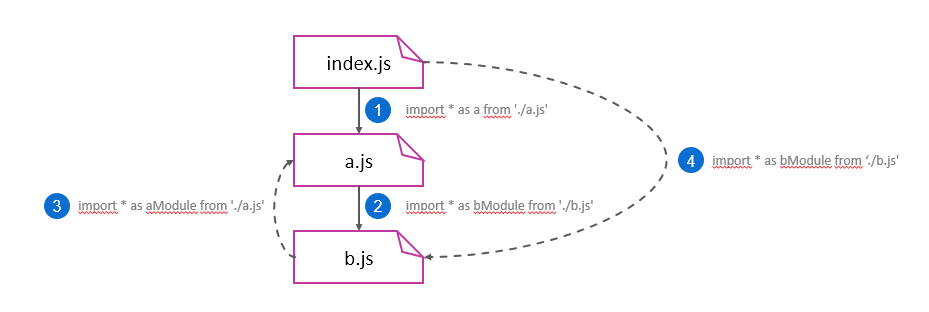 index.js
1 import * as a from './a.js'
a.js
4 import * as bModule from ‘./b.js'
3 import * as aModule from './a.js'
2 import * as bModule from './b.js'
b.js